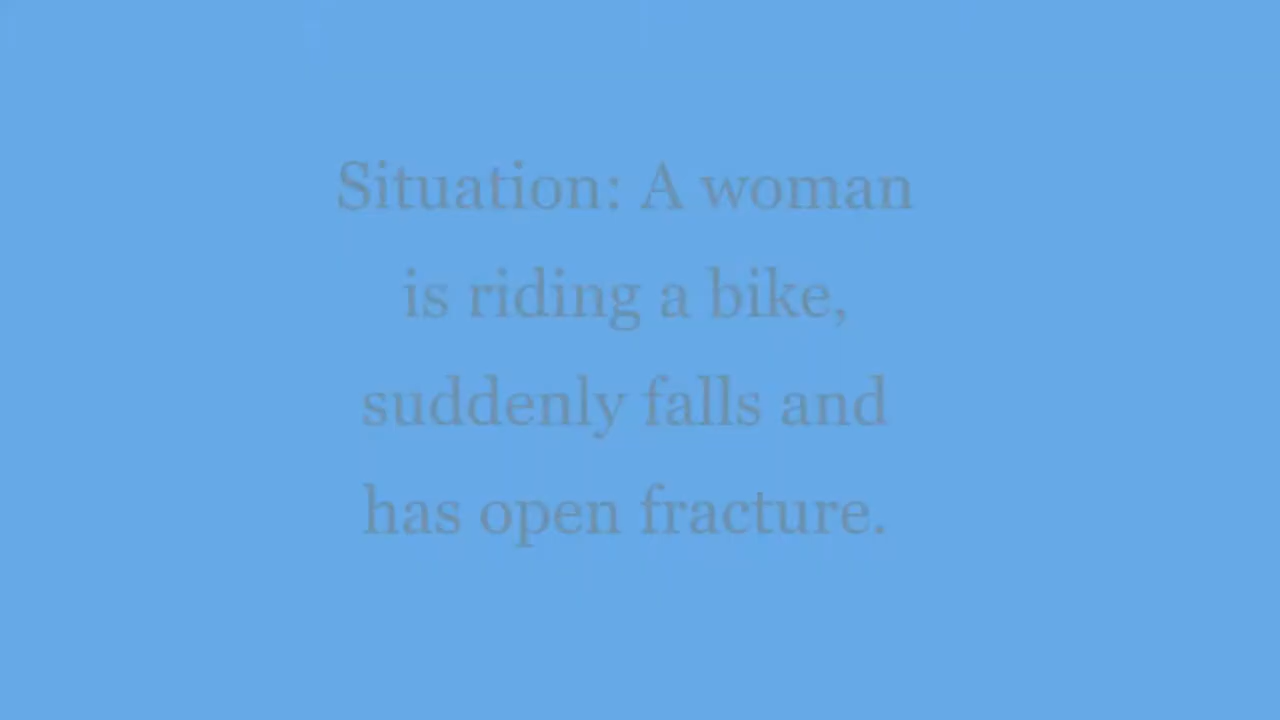 Situation: A woman
is riding a bike,
suddenly falls and
has open fracture.